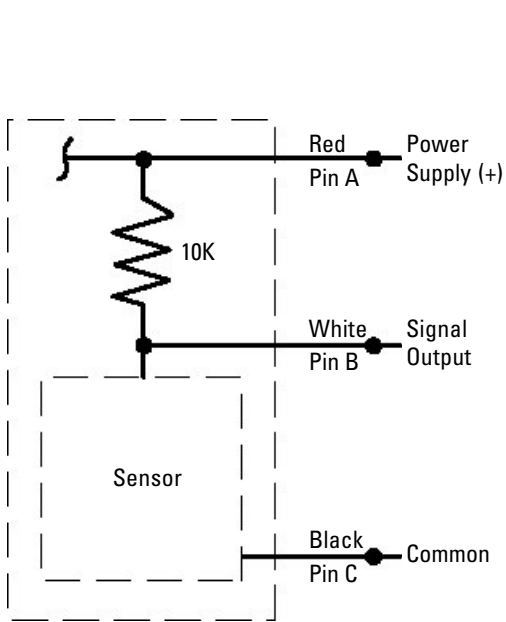 Red
Pin A
Power
Supply (+)
10K
White
Pin B
Signal
Output
Sensor
Black
Pin C
Common